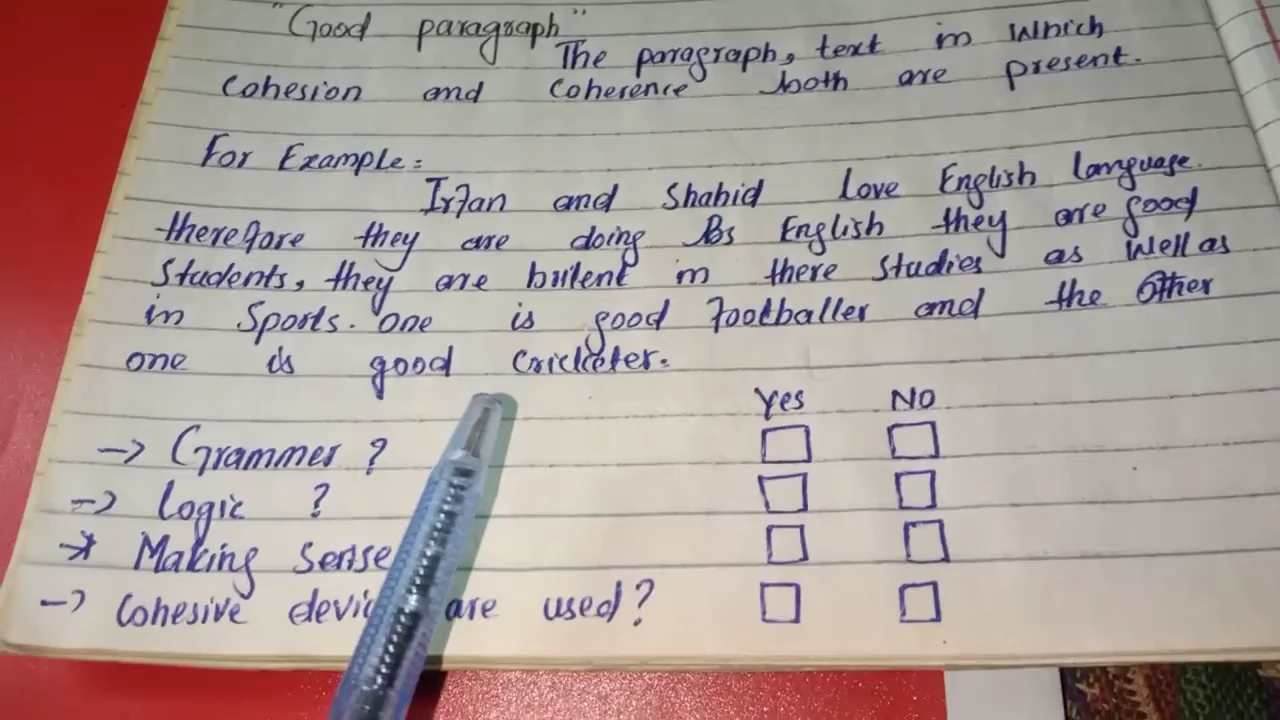 "Good paragraph"
The paragraph, text in which
cohesion and coherence both are present.
For Example:
Irfan and Shahid love English language.
therefore they are doing Bs English they are good
students, they are brilent in there studies as well as
in sports. one is good footballer and the other
one is good cricketer.
Yes No
→ Grammer ?
→ logic ?
→ Making sense
→ cohesive are used?